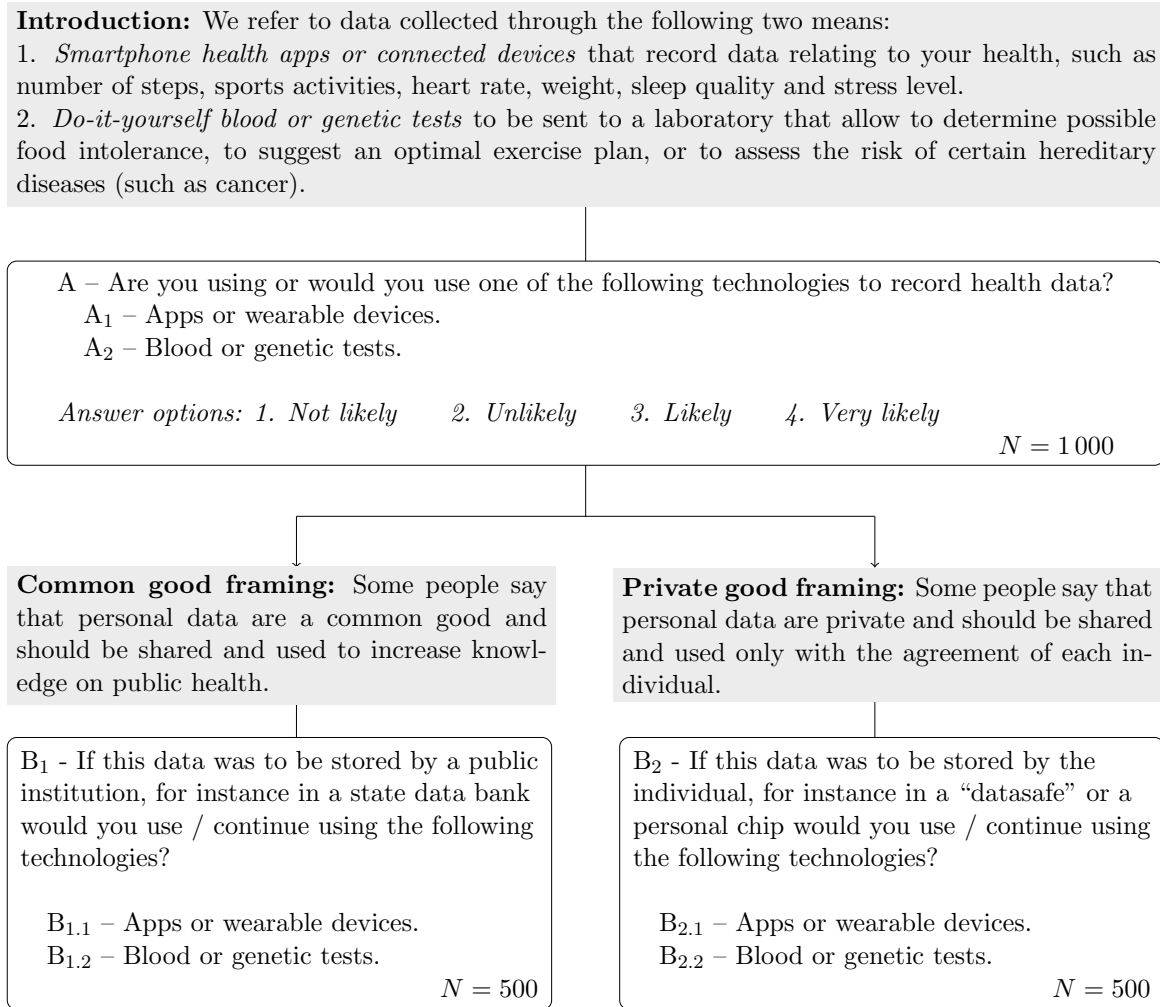 Introduction: We refer to data collected through the following two means:
1. Smartphone health apps or connected devices that record data relating to your health, such as
number of steps, sports activities, heart rate, weight, sleep quality and stress level.
2. Do-it-yourself blood or genetic tests to be sent to a laboratory that allow to determine possible
food intolerance, to suggest an optimal exercise plan, or to assess the risk of certain hereditary
diseases (such as cancer).
A – Are you using or would you use one of the following technologies to record health data?
A₁ – Apps or wearable devices.
A₂ – Blood or genetic tests.
Answer options: 1. Not likely 2. Unlikely 3. Likely 4. Very likely
N = 1 000
Common good framing: Some people say
that personal data are a common good and
should be shared and used to increase knowl-
edge on public health.
B₁ - If this data was to be stored by a public
institution, for instance in a state data bank
would you use / continue using the following
technologies?
B₁.₁ – Apps or wearable devices.
B₁.₂ – Blood or genetic tests.
N = 500
Private good framing: Some people say that
personal data are private and should be shared
and used only with the agreement of each in-
dividual.
B₂ - If this data was to be stored by the
individual, for instance in a “datasafe” or a
personal chip would you use / continue using
the following technologies?
B₂.₁ – Apps or wearable devices.
B₂.₂ – Blood or genetic tests.
N = 500